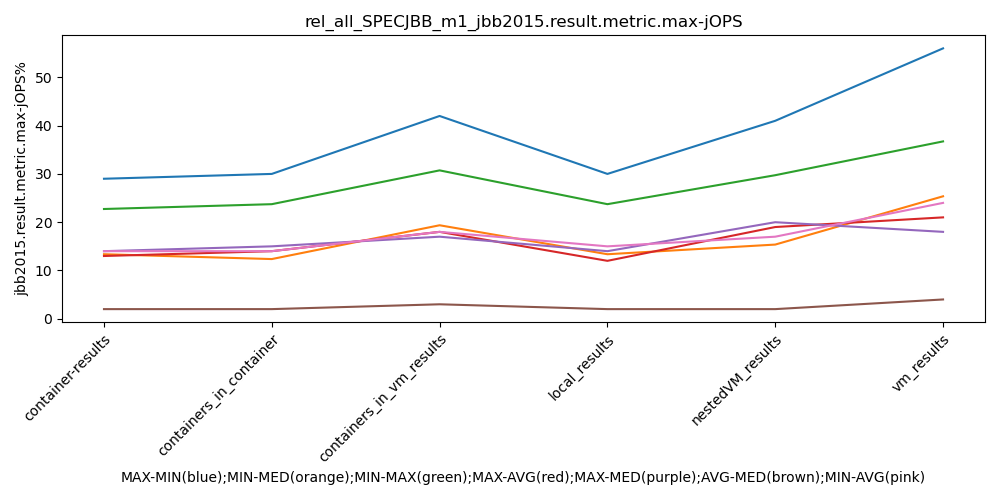 rel_all_SPECJBB_m1_jbb2015.result.metric.max-jOPS
jbb2015.result.metric.max-jOPS%
50
40
30
20
10
0
container-results
containers_in_container
containers_in_vm_results
local_results
nestedVM_results
vm_results
MAX-MIN(blue);MIN-MED(orange);MIN-MAX(green);MAX-AVG(red);MAX-MED(purple);AVG-MED(brown);MIN-AVG(pink)